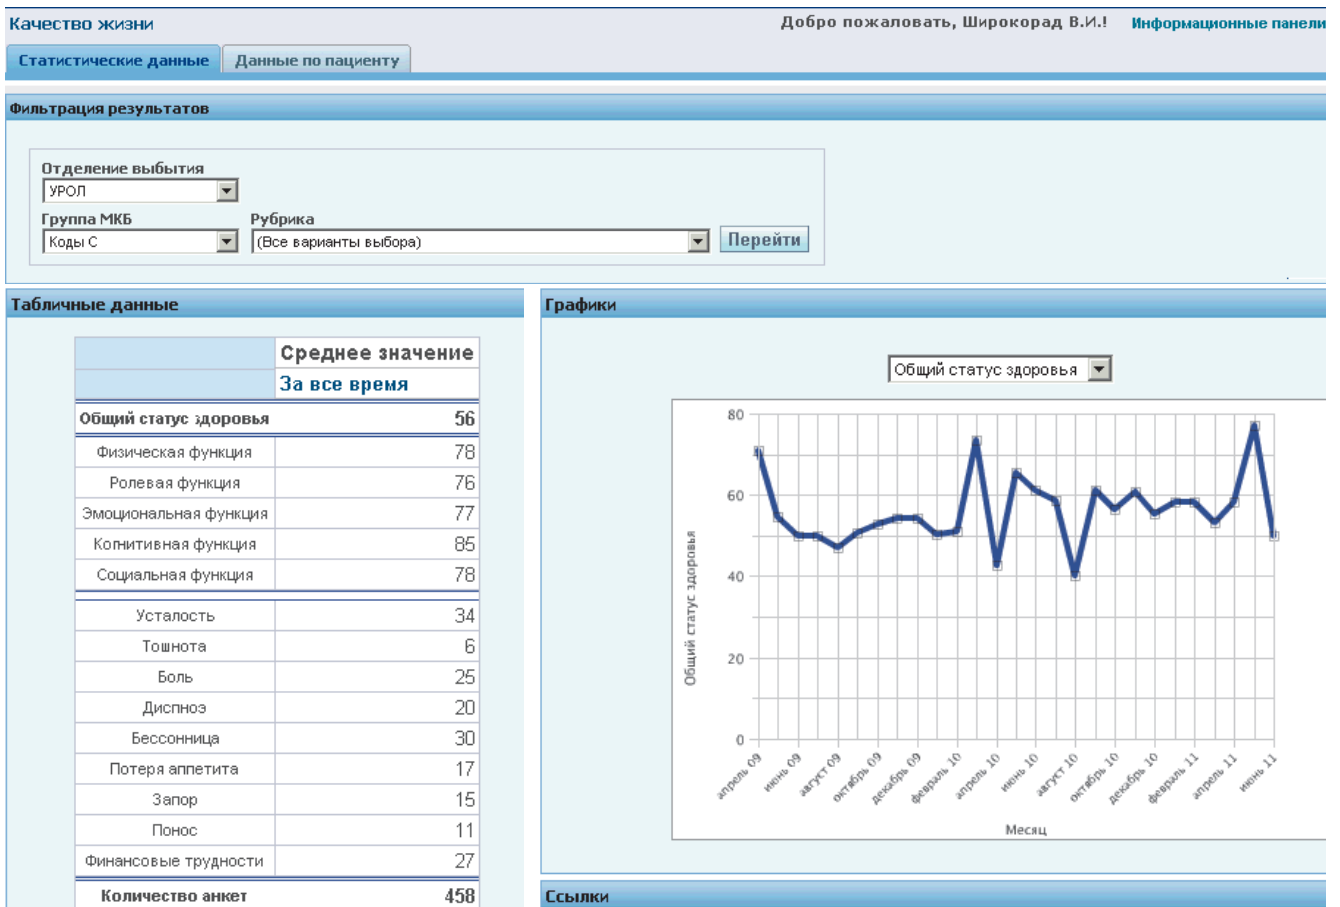 Качество жизни
Добро пожаловать, Широкорад В.И.! Информационные панели
Статистические данные
Данные по пациенту
Фильтрация результатов
Отделение выбытия
УРОЛ
Группа МКБ Рубрика
Коды С (Все варианты выбора) Перейти
Табличные данные
Среднее значение
За все время
Общий статус здоровья 56
Физическая функция 78
Ролевая функция 76
Эмоциональная функция 77
Когнитивная функция 85
Социальная функция 78
Усталость 34
Тошнота 6
Боль 25
Диспноэ 20
Бессонница 30
Потеря аппетита 17
Запор 15
Понос 11
Финансовые трудности 27
Количество анкет 458
Графики
Общий статус здоровья
80
60
40
20
0
Общий статус здоровья
апрель 09 июнь 09 август 09 октябрь 09 декабрь 09 февраль 10 апрель 10 июнь 10 август 10 октябрь 10 декабрь 10 февраль 11 апрель 11 июнь 11
Месяц
Ссылки